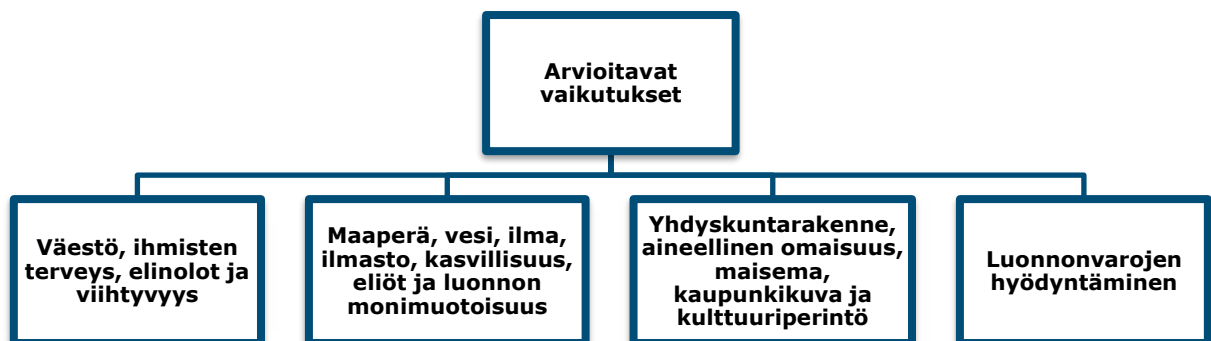 Arvioitavat
vaikutukset
Väestö, ihmisten
terveys, elinolot ja
viihtyvyys
Maaperä, vesi, ilma,
ilmasto, kasvillisuus,
eliöt ja luonnon
monimuotoisuus
Yhdyskuntarakenne,
aineellinen omaisuus,
maisema,
kaupunkikuva ja
kulttuuriperintö
Luonnonvarojen
hyödyntäminen